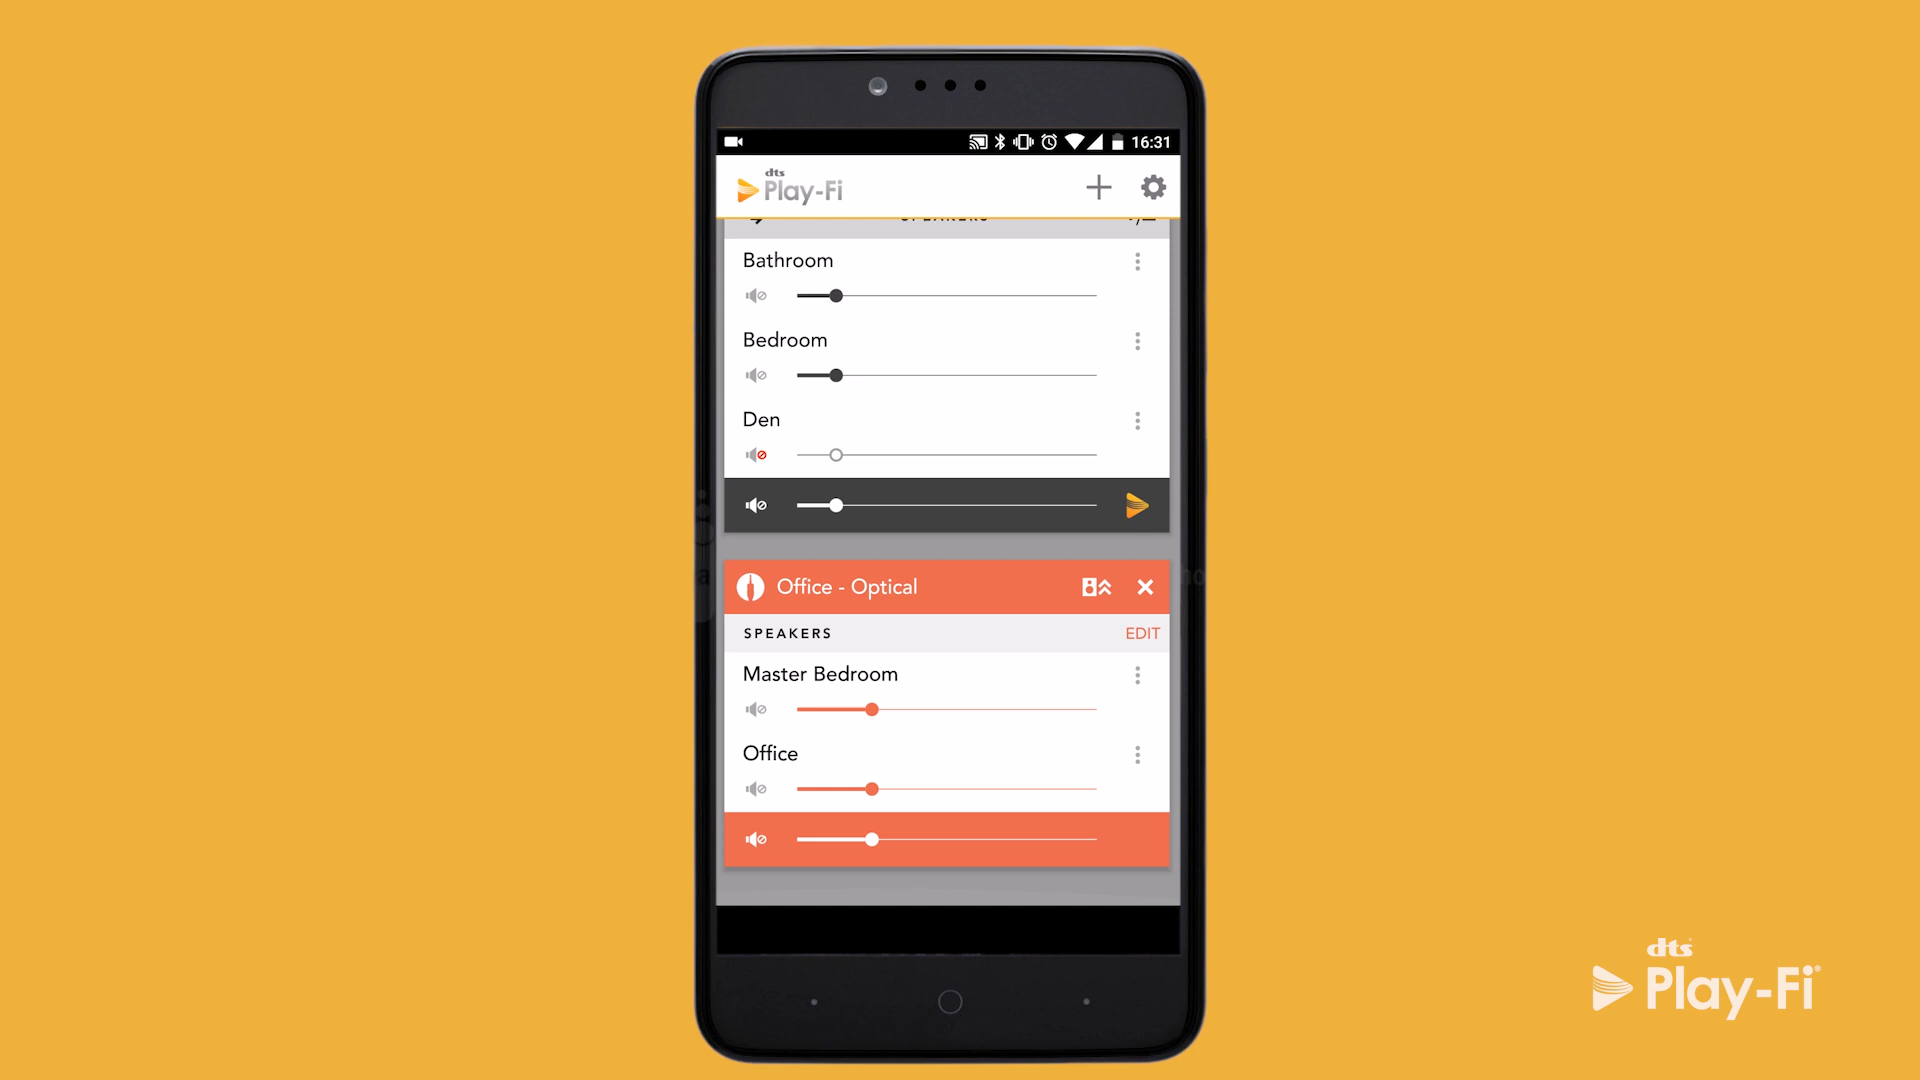 16:31
dts
Play-Fi
SPEAKERS
Bathroom
Bedroom
Den
Office - Optical
SPEAKERS EDIT
Master Bedroom
Office
dts
Play-Fi